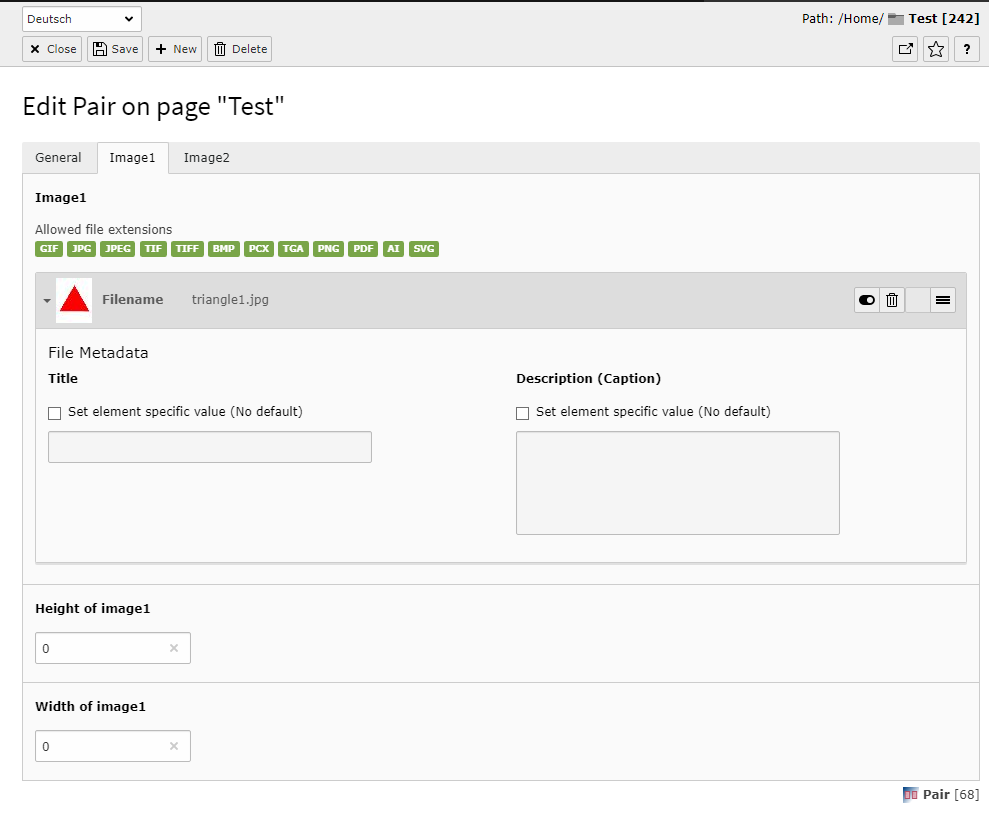 Deutsch
Path: /Home/ Test [242]
Close Save New Delete ?
Edit Pair on page "Test"
General Image1 Image2
Image1
Allowed file extensions
GIF JPG JPEG TIF TIFF BMP PCX TGA PNG PDF AI SVG
Filename triangle1.jpg
File Metadata
Title Description (Caption)
Set element specific value (No default) Set element specific value (No default)
Height of image1
0
Width of image1
0
Pair [68]